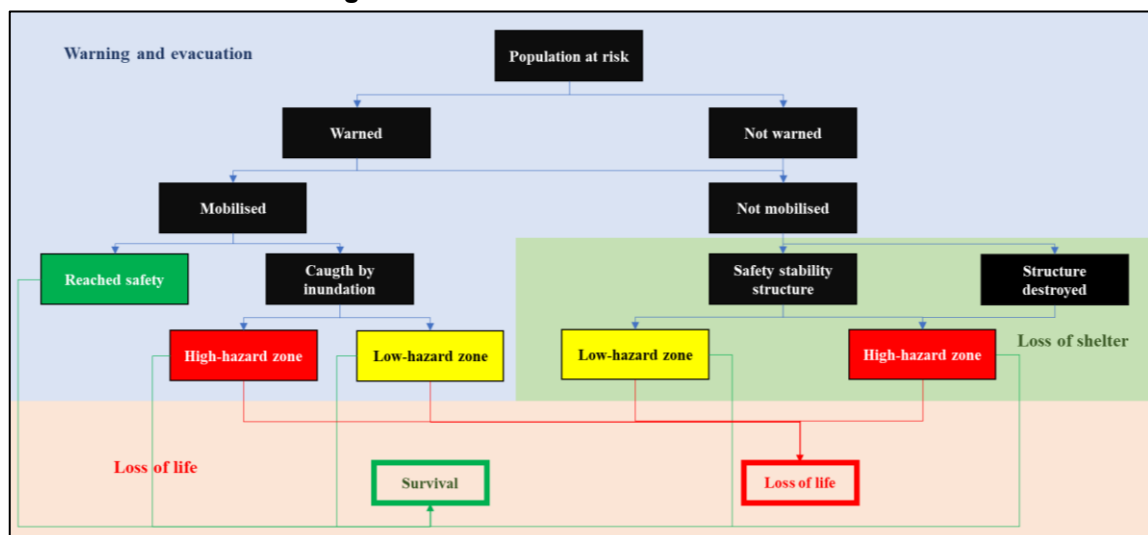 Warning and evacuation
Population at risk
Warned
Not warned
Mobilised
Not mobilised
Reached safety
Caugth by
inundation
Safety stability
structure
Structure
destroyed
High-hazard zone
Low-hazard zone
Low-hazard zone
High-hazard zone
Loss of shelter
Loss of life
Survival
Loss of life